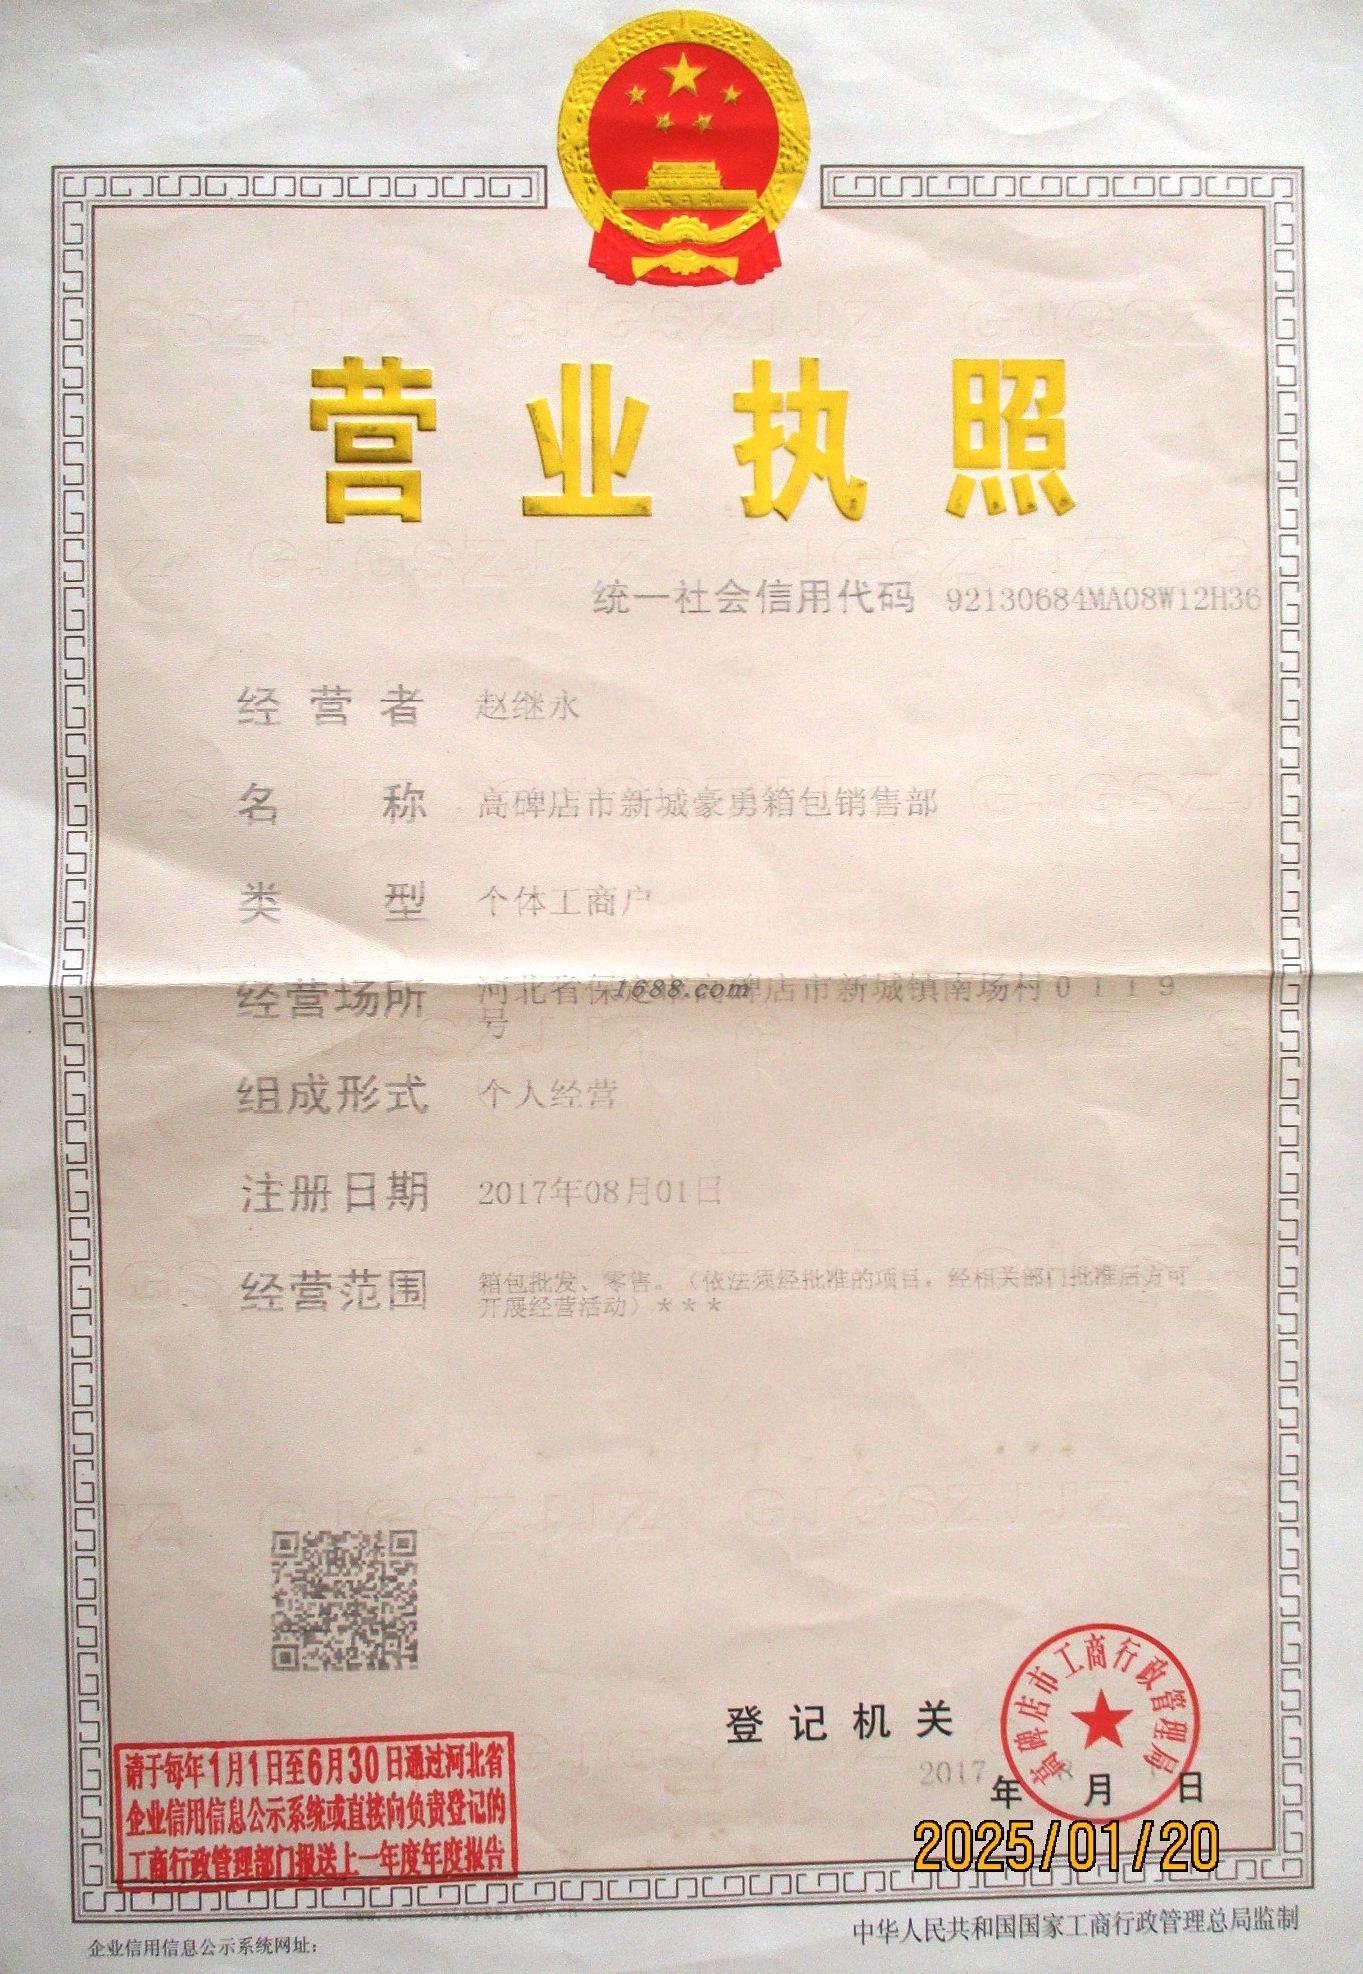 营业执照
统一社会信用代码 92130684MA08W12H36
经营者 赵继永
名称 高碑店市新城豪勇箱包销售部
类型 个体工商户
经营场所 河北省保定市高碑店市新城镇南场村0119
号
1688.com
组成形式 个人经营
注册日期 2017年08月01日
经营范围 箱包批发、零售。（依法须经批准的项目，经相关部门批准后方可
开展经营活动）***
登记机关
高碑店市工商行政管理局
2017年8月 日
2025/01/20
请于每年1月1日至6月30日通过河北省
企业信用信息公示系统或直接向负责登记的
工商行政管理部门报送上一年度年度报告
企业信用信息公示系统网址：
中华人民共和国国家工商行政管理总局监制